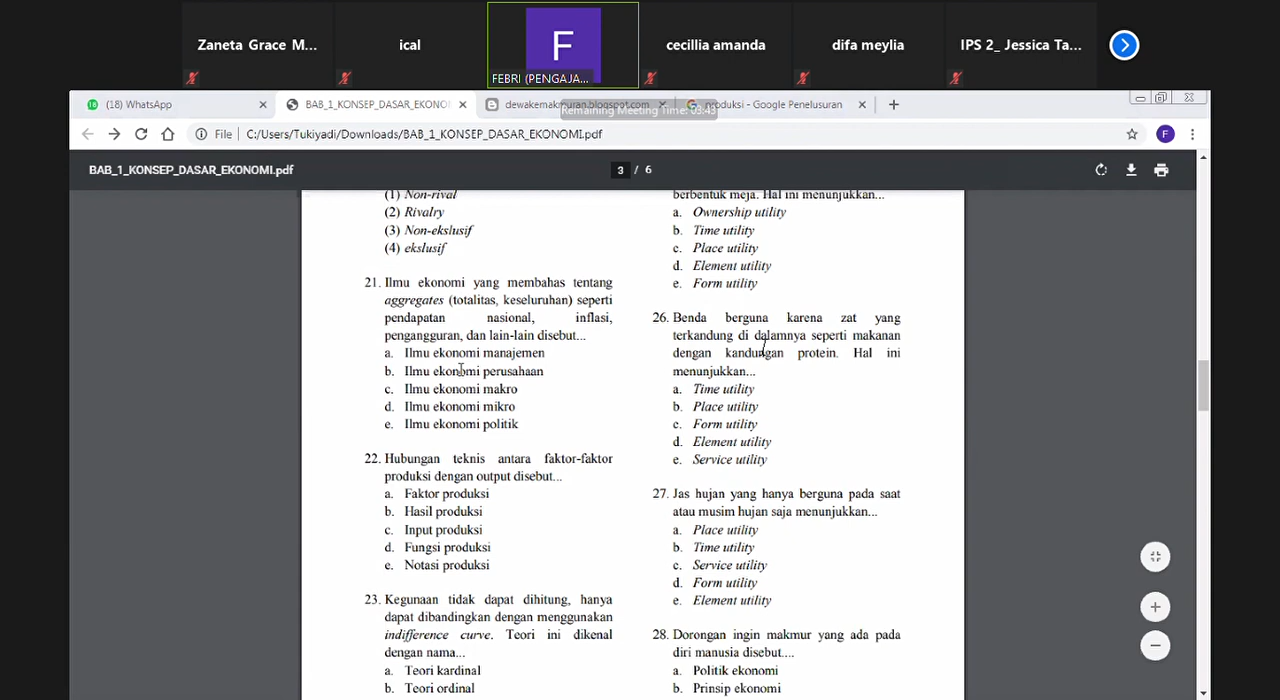 Zaneta Grace M...
ical
F
FEBRI (PENGAJA...
cecillia amanda
difa meylia
IPS 2_ Jessica Ta...
(18) WhatsApp
BAB_1_KONSEP_DASAR_EKONO
dewakemakmuran.blogspot.com
produksi - Google Penelusuran
Remaining Meeting Time: 03:43
File
C:/Users/Tukiyadi/Downloads/BAB_1_KONSEP_DASAR_EKONOMI.pdf
F
BAB_1_KONSEP_DASAR_EKONOMI.pdf
3 / 6
(1) Non-rival
(2) Rivalry
(3) Non-ekslusif
(4) ekslusif
21. Ilmu ekonomi yang membahas tentang
aggregates (totalitas, keseluruhan) seperti
pendapatan nasional, inflasi,
pengangguran, dan lain-lain disebut...
a. Ilmu ekonomi manajemen
b. Ilmu ekonomi perusahaan
c. Ilmu ekonomi makro
d. Ilmu ekonomi mikro
e. Ilmu ekonomi politik
22. Hubungan teknis antara faktor-faktor
produksi dengan output disebut...
a. Faktor produksi
b. Hasil produksi
c. Input produksi
d. Fungsi produksi
e. Notasi produksi
23. Kegunaan tidak dapat dihitung, hanya
dapat dibandingkan dengan menggunakan
indifference curve. Teori ini dikenal
dengan nama...
a. Teori kardinal
b. Teori ordinal
berbentuk meja. Hal ini menunjukkan...
a. Ownership utility
b. Time utility
c. Place utility
d. Element utility
e. Form utility
26. Benda berguna karena zat yang
terkandung di dalamnya seperti makanan
dengan kandungan protein. Hal ini
menunjukkan...
a. Time utility
b. Place utility
c. Form utility
d. Element utility
e. Service utility
27. Jas hujan yang hanya berguna pada saat
atau musim hujan saja menunjukkan...
a. Place utility
b. Time utility
c. Service utility
d. Form utility
e. Element utility
28. Dorongan ingin makmur yang ada pada
diri manusia disebut....
a. Politik ekonomi
b. Prinsip ekonomi